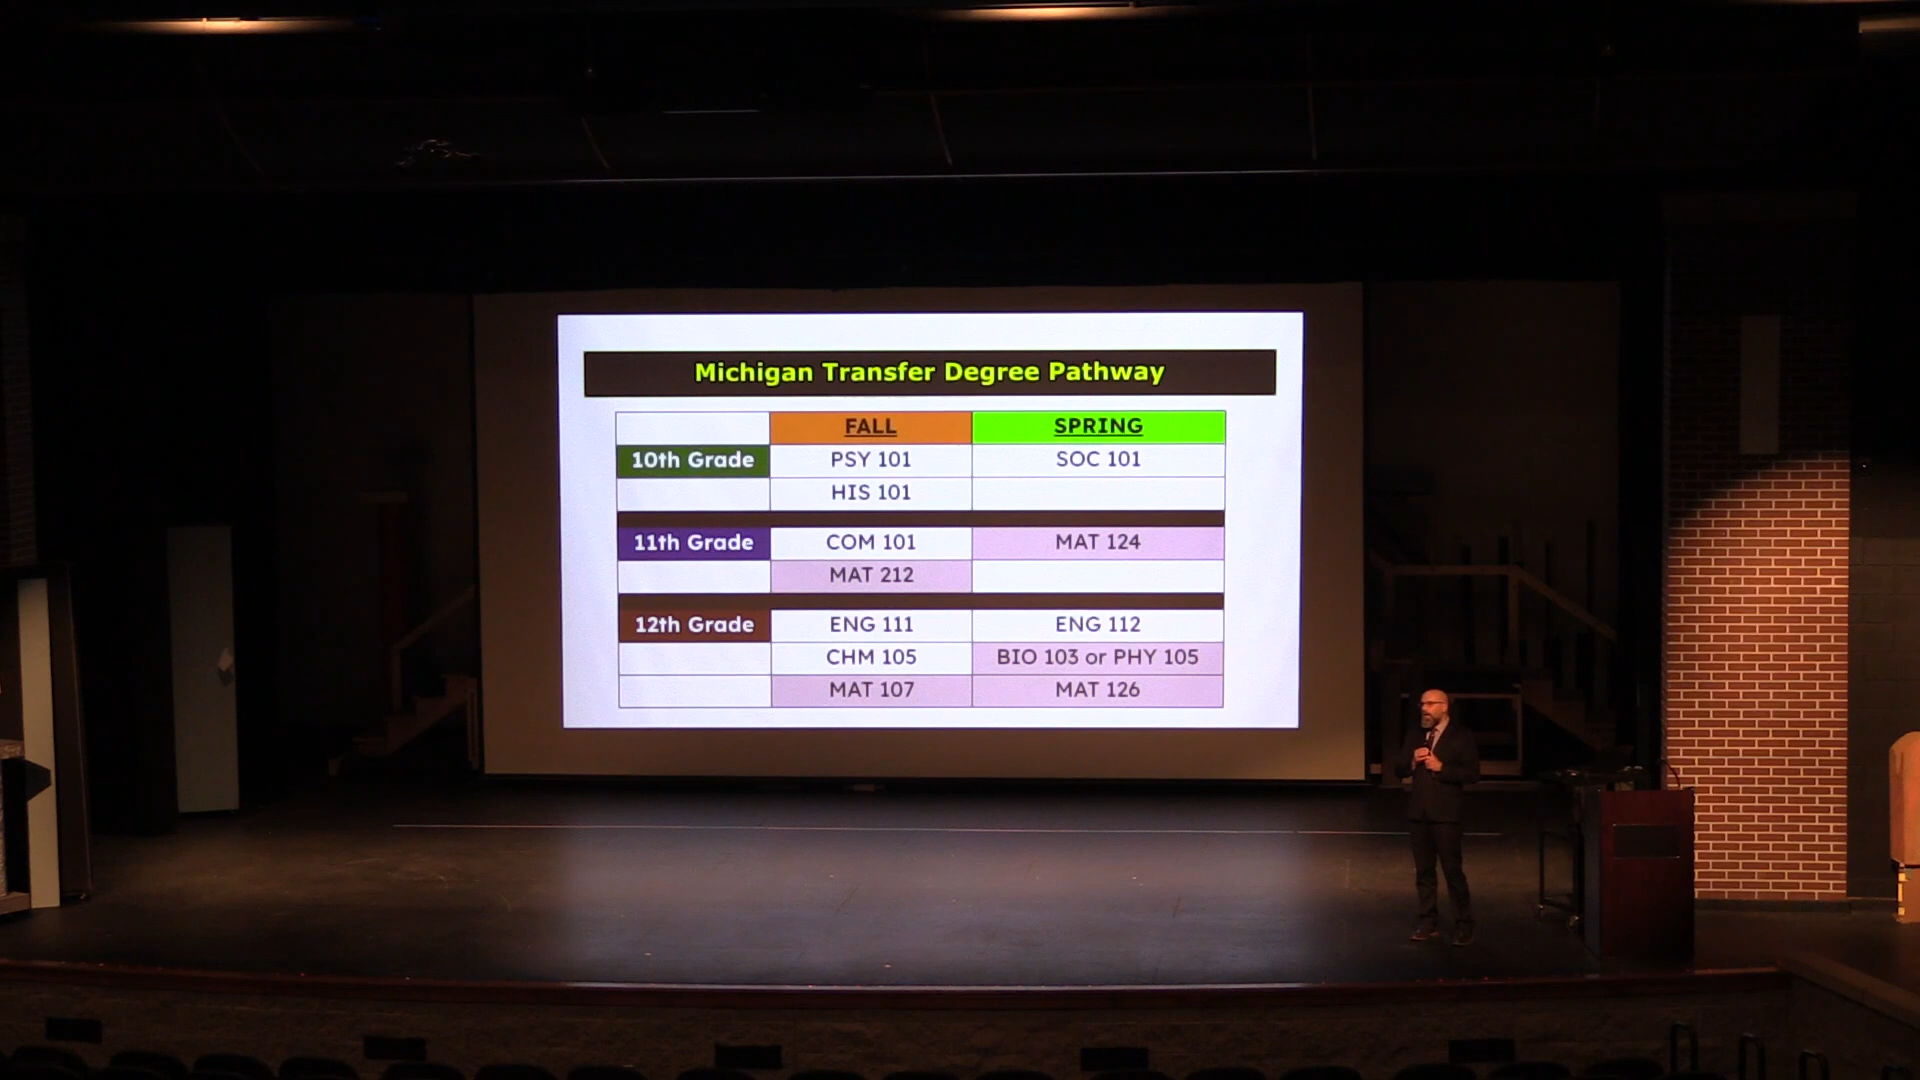 Michigan Transfer Degree Pathway
FALL SPRING
10th Grade PSY 101 SOC 101
HIS 101
11th Grade COM 101 MAT 124
MAT 212
12th Grade ENG 111 ENG 112
CHM 105 BIO 103 or PHY 105
MAT 107 MAT 126